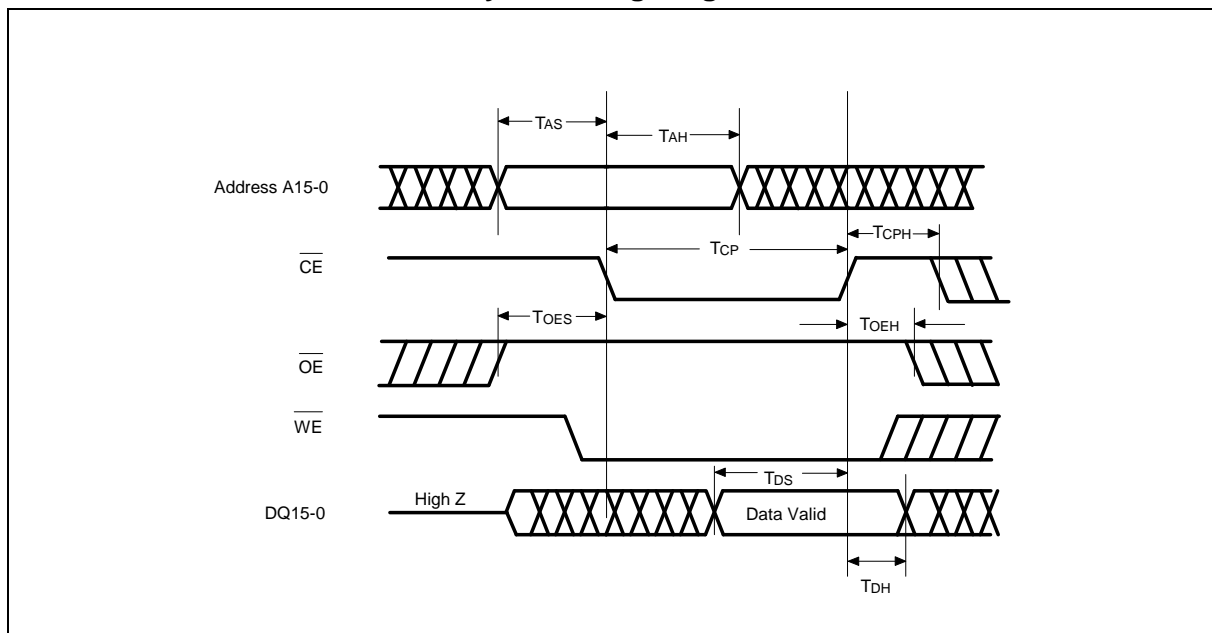 TAS
TAH
Address A15-0
TCPH
TCP
CE
TOES
TOEH
OE
WE
TDS
High Z
DQ15-0
Data Valid
TDH